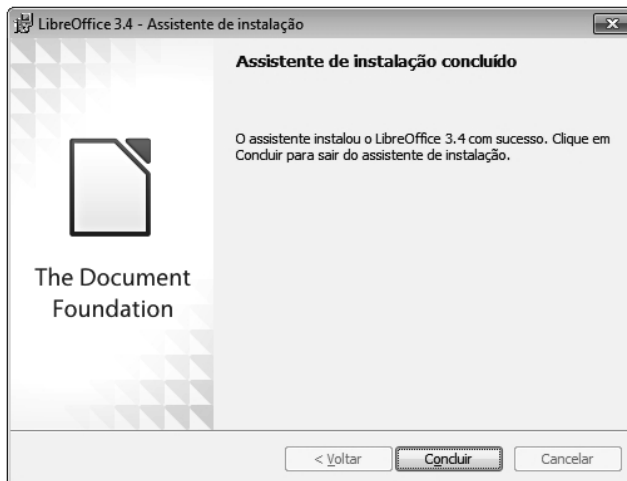 LibreOffice 3.4 - Assistente de instalação
Assistente de instalação concluído
O assistente instalou o LibreOffice 3.4 com sucesso. Clique em
Concluir para sair do assistente de instalação.
The Document
Foundation
< Voltar
Concluir
Cancelar